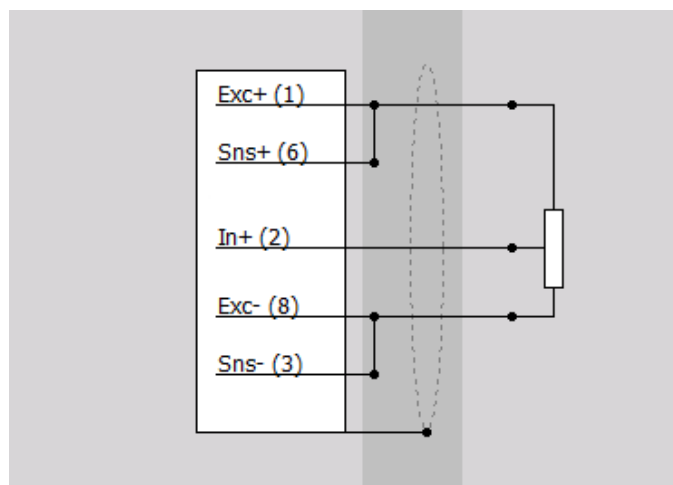 Exc+ (1)
Sns+ (6)
In+ (2)
Exc- (8)
Sns- (3)